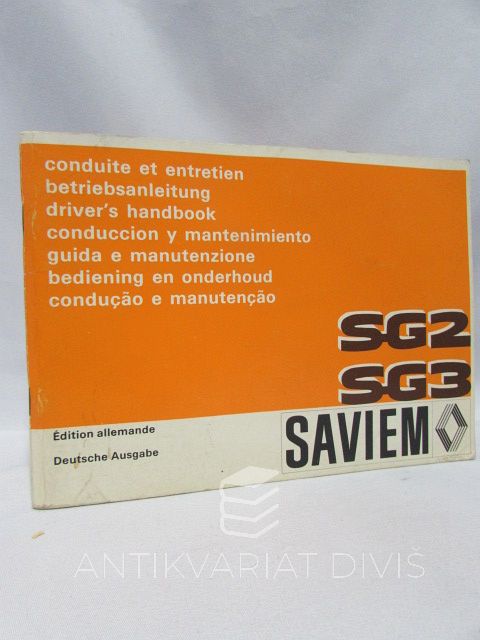 conduite et entretien
betriebsanleitung
driver's handbook
conduccion y mantenimiento
guida e manutenzione
bediening en onderhoud
condução e manutenção
SG2
SG3
SAVIEM
Édition allemande
Deutsche Ausgabe
ANTIKVARIAT DIVIŠ